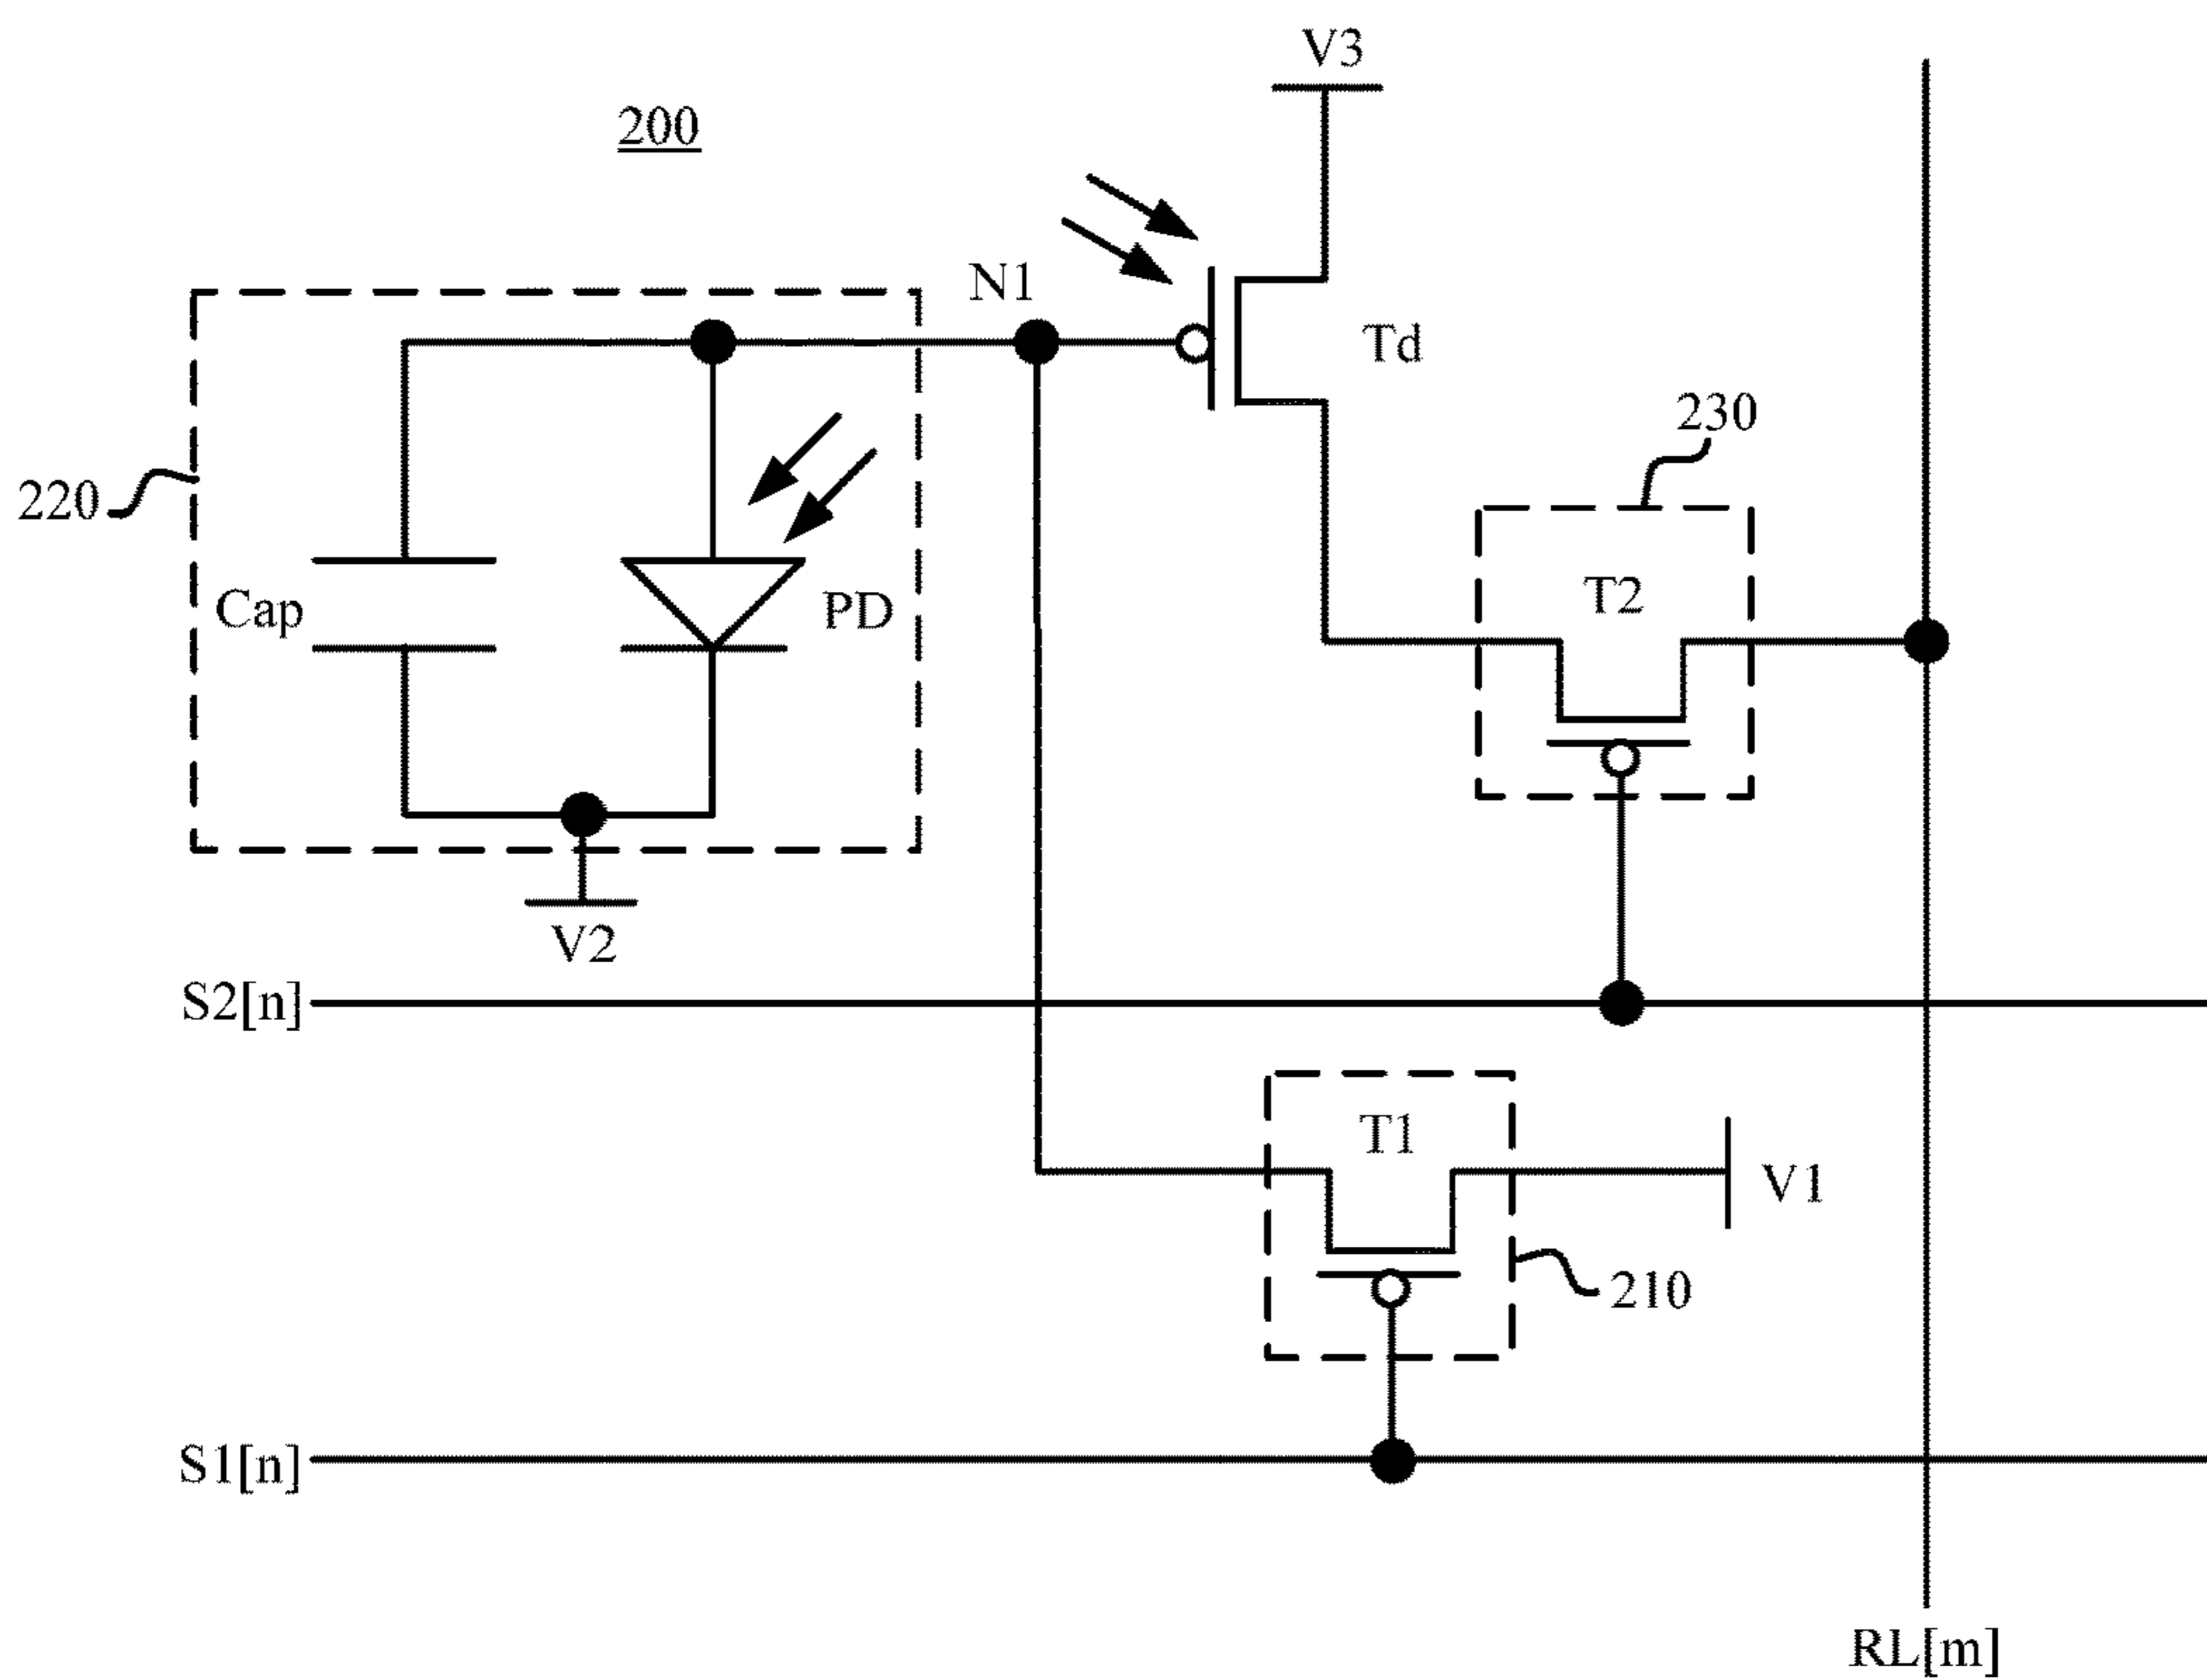 V3
200
N1
Td
230
220
T2
Cap
PD
V2
S2[n]
T1
V1
210
S1[n]
RL[m]